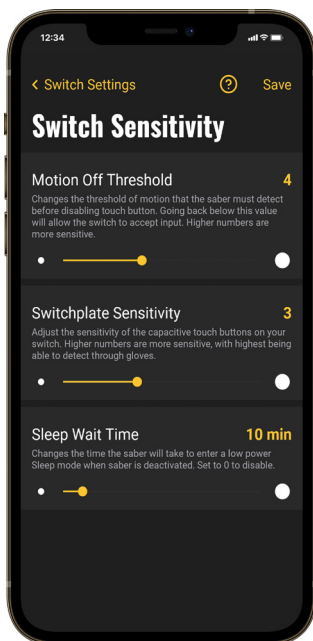 12:34
Switch Settings
?
Save
Switch Sensitivity
Motion Off Threshold 4
Changes the threshold of motion that the saber must detect
before disabling touch button. Going back below this value
will allow the switch to accept input. Higher numbers are
more sensitive.
Switchplate Sensitivity 3
Adjust the sensitivity of the capacitive touch buttons on your
switch. Higher numbers are more sensitive, with highest being
able to detect through gloves.
Sleep Wait Time 10 min
Changes the time the saber will take to enter a low power
Sleep mode when saber is deactivated. Set to 0 to disable.